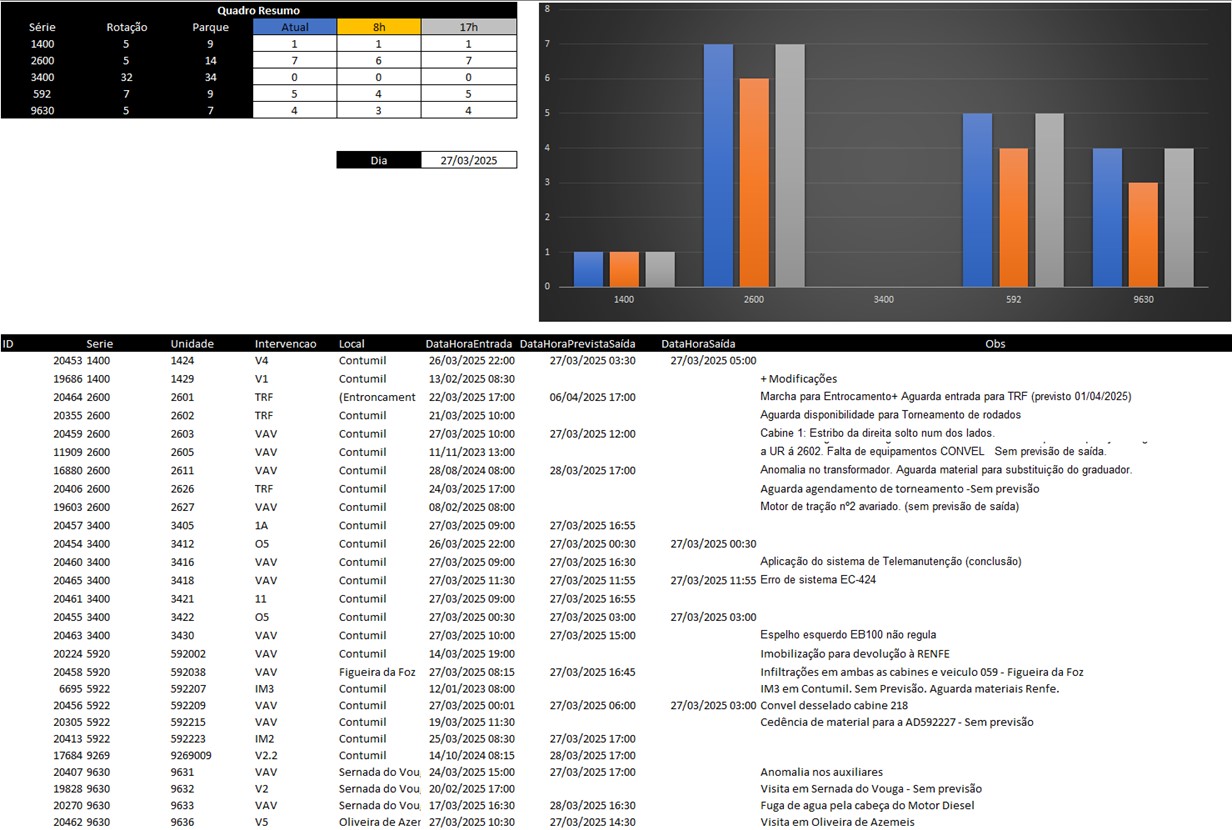 Quadro Resumo
Série Rotação Parque Atual 8h 17h
1400 5 9 1 1 1
2600 5 14 7 6 7
3400 32 34 0 0 0
592 7 9 5 4 5
9630 5 7 4 3 4
Dia 27/03/2025
8
7
6
5
4
3
2
1
0
1400 2600 3400 592 9630
ID Serie Unidade Intervencao Local DataHoraEntrada DataHoraPrevistaSaída DataHoraSaída Obs
20453 1400 1424 V4 Contumil 26/03/2025 22:00 27/03/2025 03:30 27/03/2025 05:00
19686 1400 1429 V1 Contumil 13/02/2025 08:30 + Modificações
20464 2600 2601 TRF (Entroncament 22/03/2025 17:00 06/04/2025 17:00 Marcha para Entrocamento+ Aguarda entrada para TRF (previsto 01/04/2025)
20355 2600 2602 TRF Contumil 21/03/2025 10:00 Aguarda disponibilidade para Torneamento de rodados
20459 2600 2603 VAV Contumil 27/03/2025 10:00 27/03/2025 12:00 Cabine 1: Estribo da direita solto num dos lados.
11909 2600 2605 VAV Contumil 11/11/2023 13:00 a UR á 2602. Falta de equipamentos CONVEL Sem previsão de saída.
16880 2600 2611 VAV Contumil 28/08/2024 08:00 28/03/2025 17:00 Anomalia no transformador. Aguarda material para substituição do graduador.
20406 2600 2626 TRF Contumil 24/03/2025 17:00 Aguarda agendamento de torneamento -Sem previsão
19603 2600 2627 VAV Contumil 08/02/2025 08:00 Motor de tração nº2 avariado. (sem previsão de saída)
20457 3400 3405 1A Contumil 27/03/2025 09:00 27/03/2025 16:55
20454 3400 3412 O5 Contumil 26/03/2025 22:00 27/03/2025 00:30 27/03/2025 00:30
20460 3400 3416 VAV Contumil 27/03/2025 09:00 27/03/2025 16:30 Aplicação do sistema de Telemanutenção (conclusão)
20465 3400 3418 VAV Contumil 27/03/2025 11:30 27/03/2025 11:55 27/03/2025 11:55 Erro de sistema EC-424
20461 3400 3421 11 Contumil 27/03/2025 09:00 27/03/2025 16:55
20455 3400 3422 O5 Contumil 27/03/2025 00:30 27/03/2025 03:00 27/03/2025 03:00
20463 3400 3430 VAV Contumil 27/03/2025 10:00 27/03/2025 15:00 Espelho esquerdo EB100 não regula
20224 5920 592002 VAV Contumil 14/03/2025 19:00 Imobilização para devolução à RENFE
20458 5920 592038 VAV Figueira da Foz 27/03/2025 08:15 27/03/2025 16:45 Infiltrações em ambas as cabines e veiculo 059 - Figueira da Foz
6695 5922 592207 IM3 Contumil 12/01/2023 08:00 IM3 em Contumil. Sem Previsão. Aguarda materiais Renfe.
20456 5922 592209 VAV Contumil 27/03/2025 00:01 27/03/2025 06:00 27/03/2025 03:00 Convel desselado cabine 218
20305 5922 592215 VAV Contumil 19/03/2025 11:30 Cedência de material para a AD592227 - Sem previsão
20413 5922 592223 IM2 Contumil 25/03/2025 08:30 27/03/2025 17:00
17684 9269 9269009 V2.2 Contumil 14/10/2024 08:15 28/03/2025 17:00
20407 9630 9631 VAV Sernada do Vou 24/03/2025 15:00 27/03/2025 17:00 Anomalia nos auxiliares
19828 9630 9632 V2 Sernada do Vou 20/02/2025 17:00 Visita em Sernada do Vouga - Sem previsão
20270 9630 9633 VAV Sernada do Vou 17/03/2025 16:30 28/03/2025 16:30 Fuga de agua pela cabeça do Motor Diesel
20462 9630 9636 V5 Oliveira de Azer 27/03/2025 10:30 27/03/2025 14:30 Visita em Oliveira de Azemeis